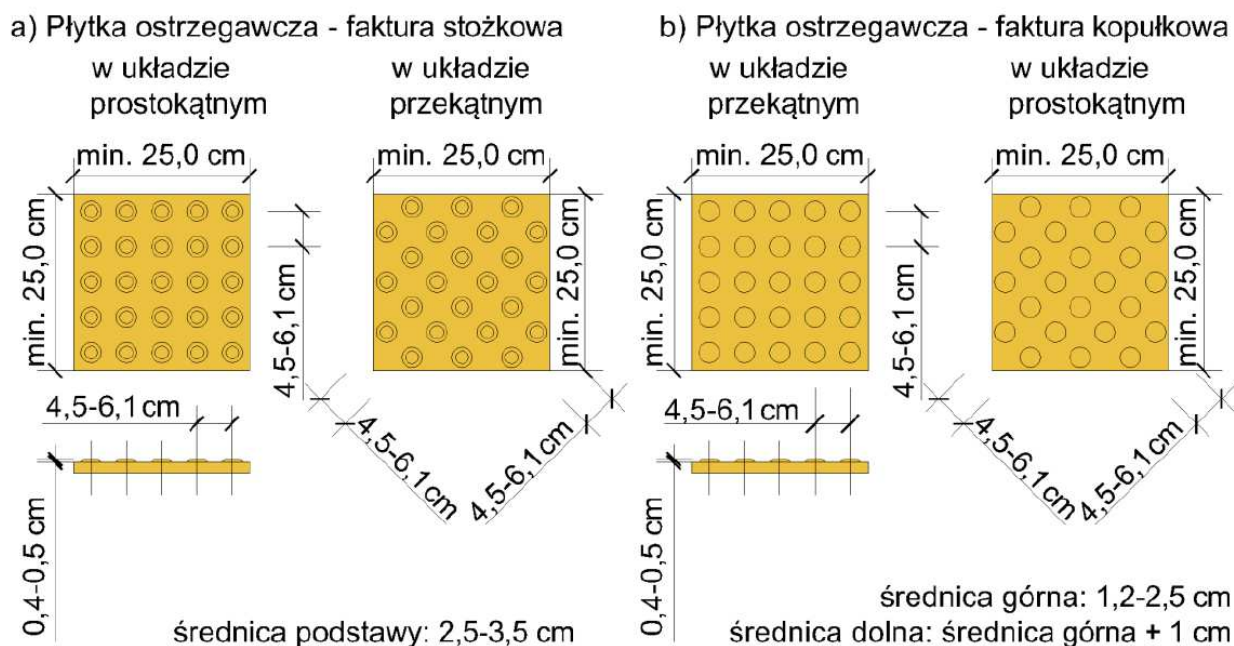 a) Płytka ostrzegawcza - faktura stożkowa
w układzie
prostokątnym
w układzie
przekątnym
min. 25,0 cm
min. 25,0 cm
min. 25,0 cm
min. 25,0 cm
4,5-6,1 cm
4,5-6,1 cm
4,5-6,1 cm
4,5-6,1 cm
0,4-0,5 cm
średnica podstawy: 2,5-3,5 cm
b) Płytka ostrzegawcza - faktura kopułkowa
w układzie
przekątnym
w układzie
prostokątnym
min. 25,0 cm
min. 25,0 cm
min. 25,0 cm
min. 25,0 cm
4,5-6,1 cm
4,5-6,1 cm
4,5-6,1 cm
4,5-6,1 cm
0,4-0,5 cm
średnica górna: 1,2-2,5 cm
średnica dolna: średnica górna + 1 cm